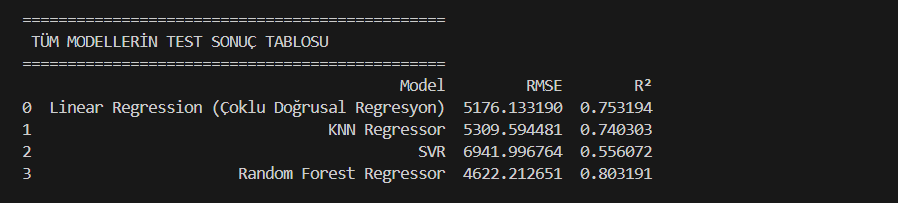 ===============================================
TÜM MODELLERİN TEST SONUÇ TABLOSU
===============================================
Model RMSE R²
0 Linear Regression (Çoklu Doğrusal Regresyon) 5176.133190 0.753194
1 KNN Regressor 5309.594481 0.740303
2 SVR 6941.996764 0.556072
3 Random Forest Regressor 4622.212651 0.803191